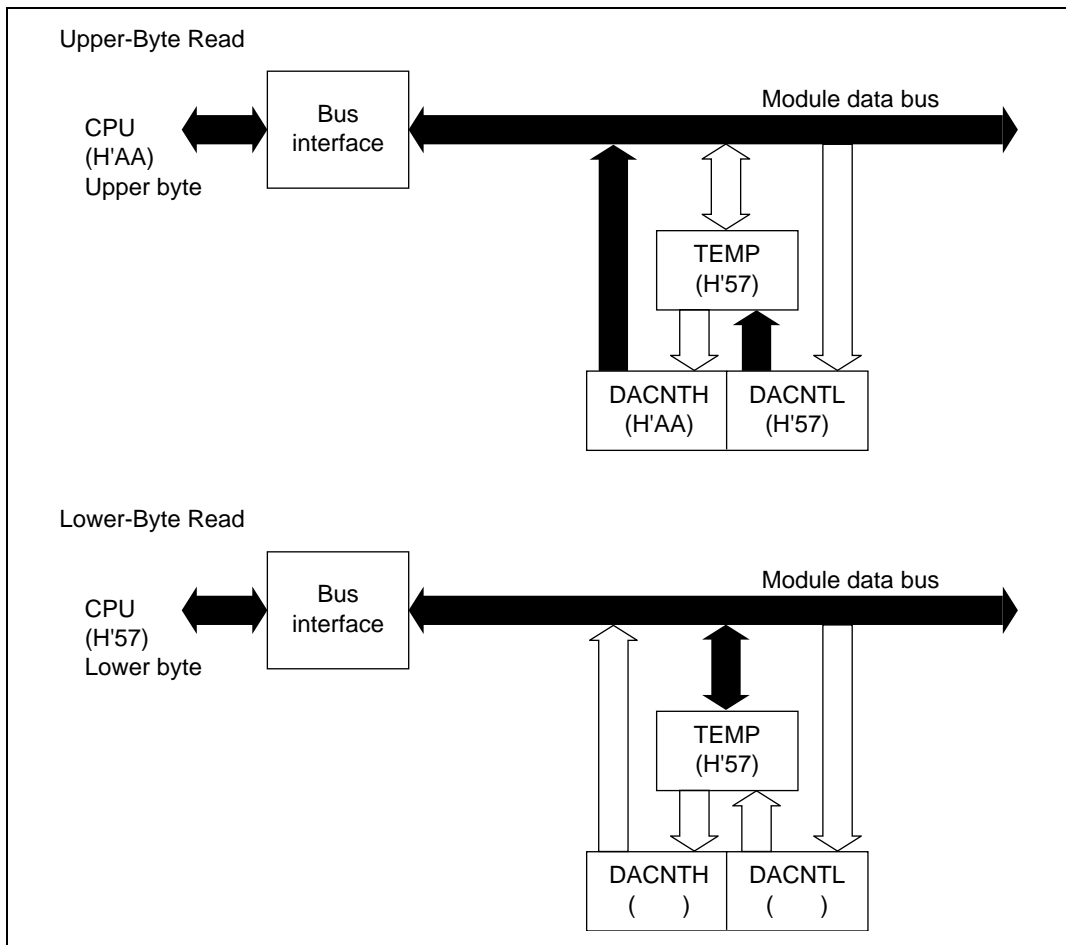 Upper-Byte Read
CPU
(H'AA)
Upper byte
Bus
interface
Module data bus
TEMP
(H'57)
DACNTH
(H'AA)
DACNTL
(H'57)
Lower-Byte Read
CPU
(H'57)
Lower byte
Bus
interface
Module data bus
TEMP
(H'57)
DACNTH
( )
DACNTL
( )